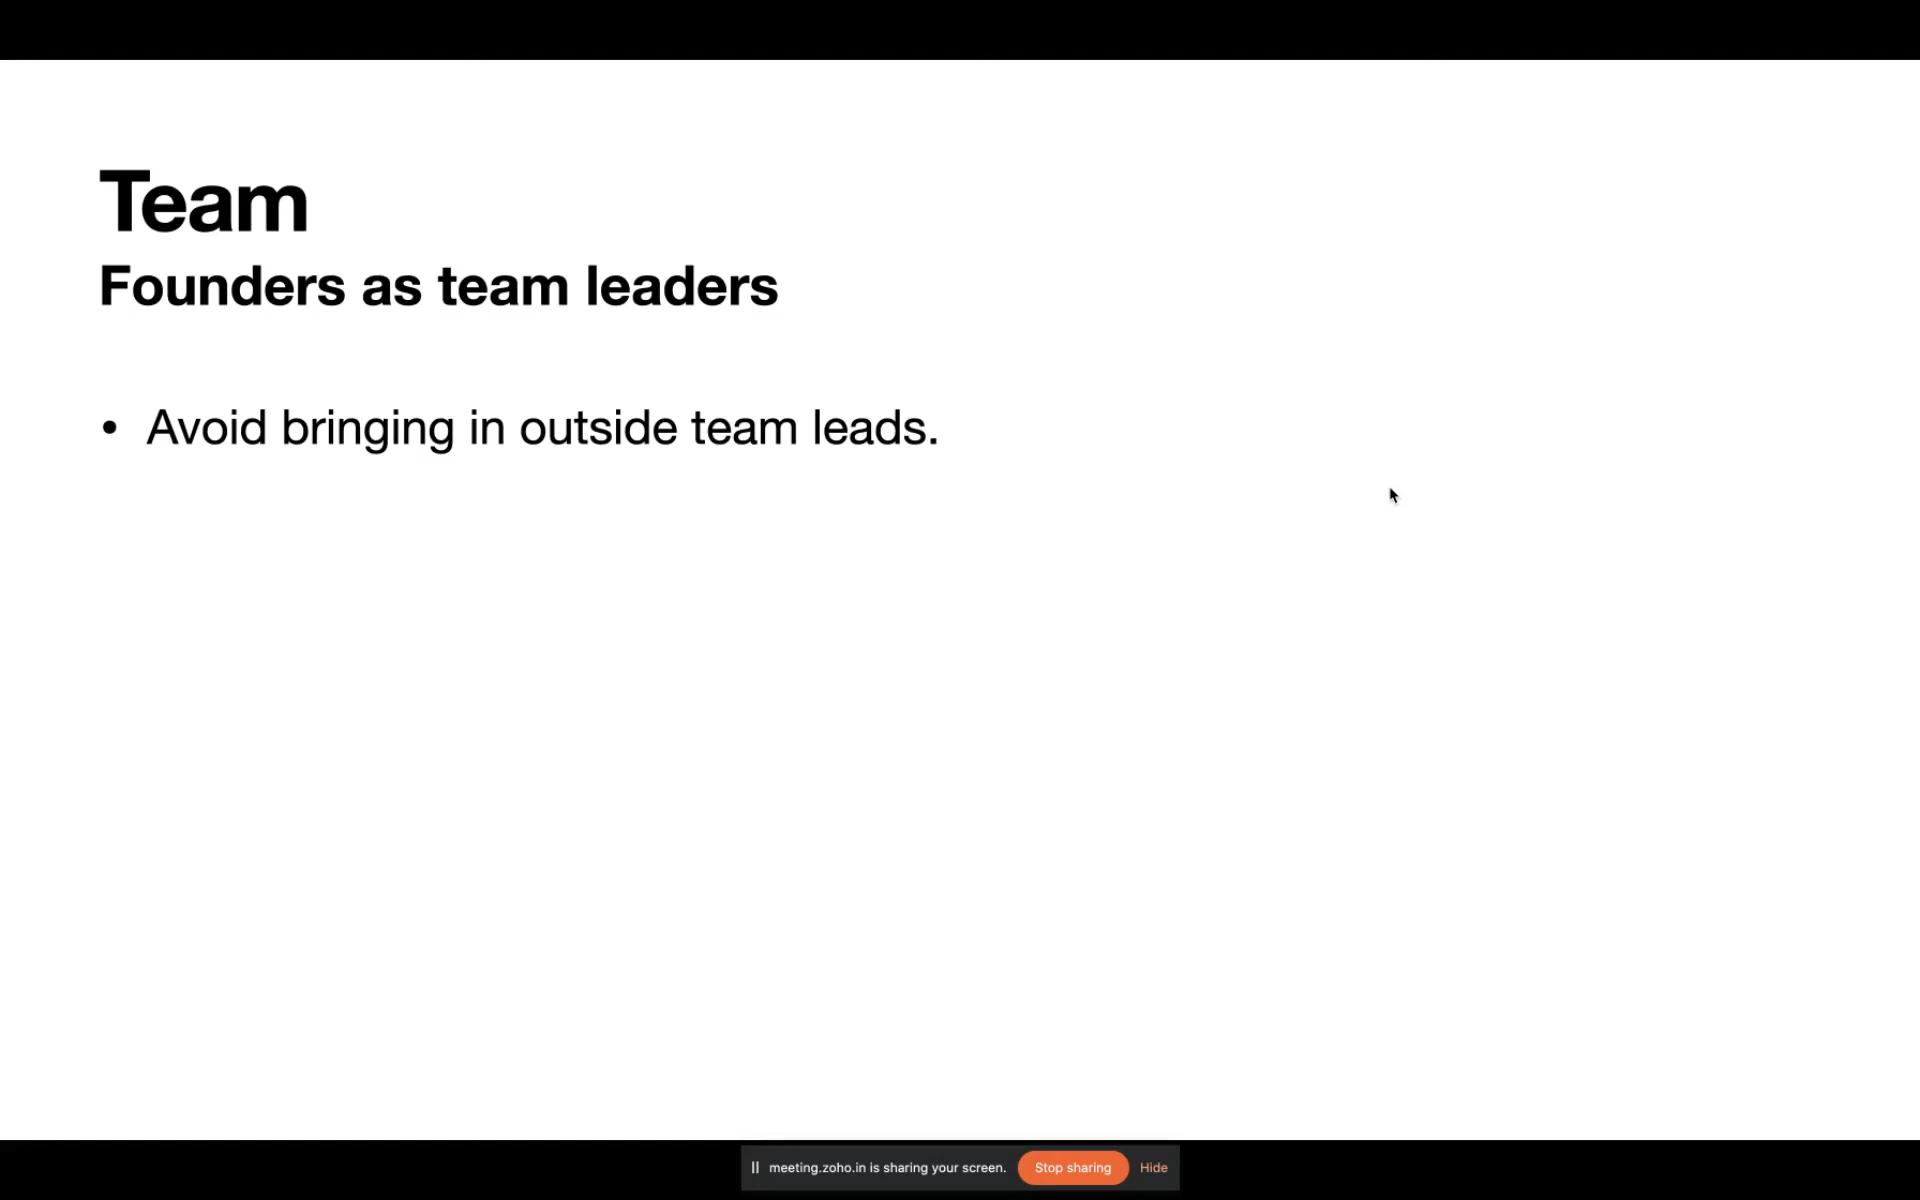 Team
Founders as team leaders
• Avoid bringing in outside team leads.
meeting.zoho.in is sharing your screen. Stop sharing Hide